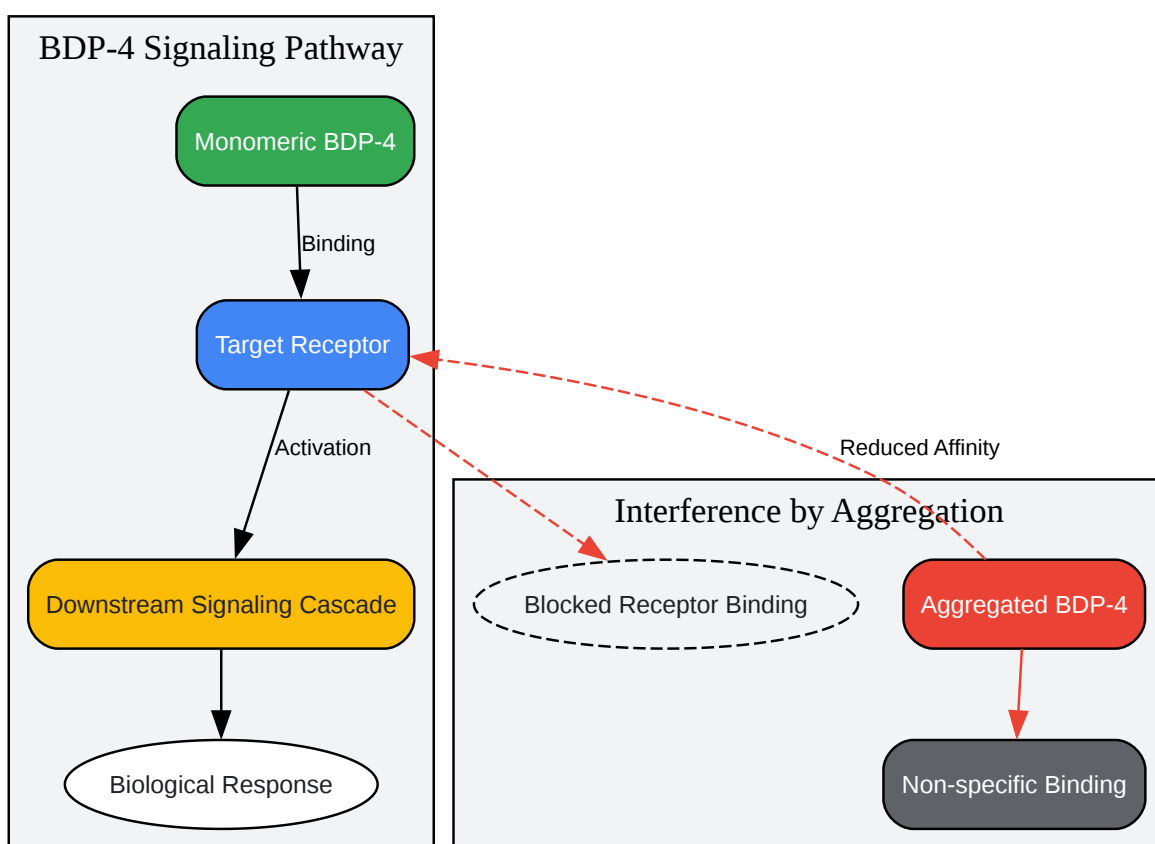 BDP-4 Signaling Pathway
Monomeric BDP-4
Binding
Target Receptor
Activation
Reduced Affinity
Interference by Aggregation
Downstream Signaling Cascade
Blocked Receptor Binding
Aggregated BDP-4
Biological Response
Non-specific Binding